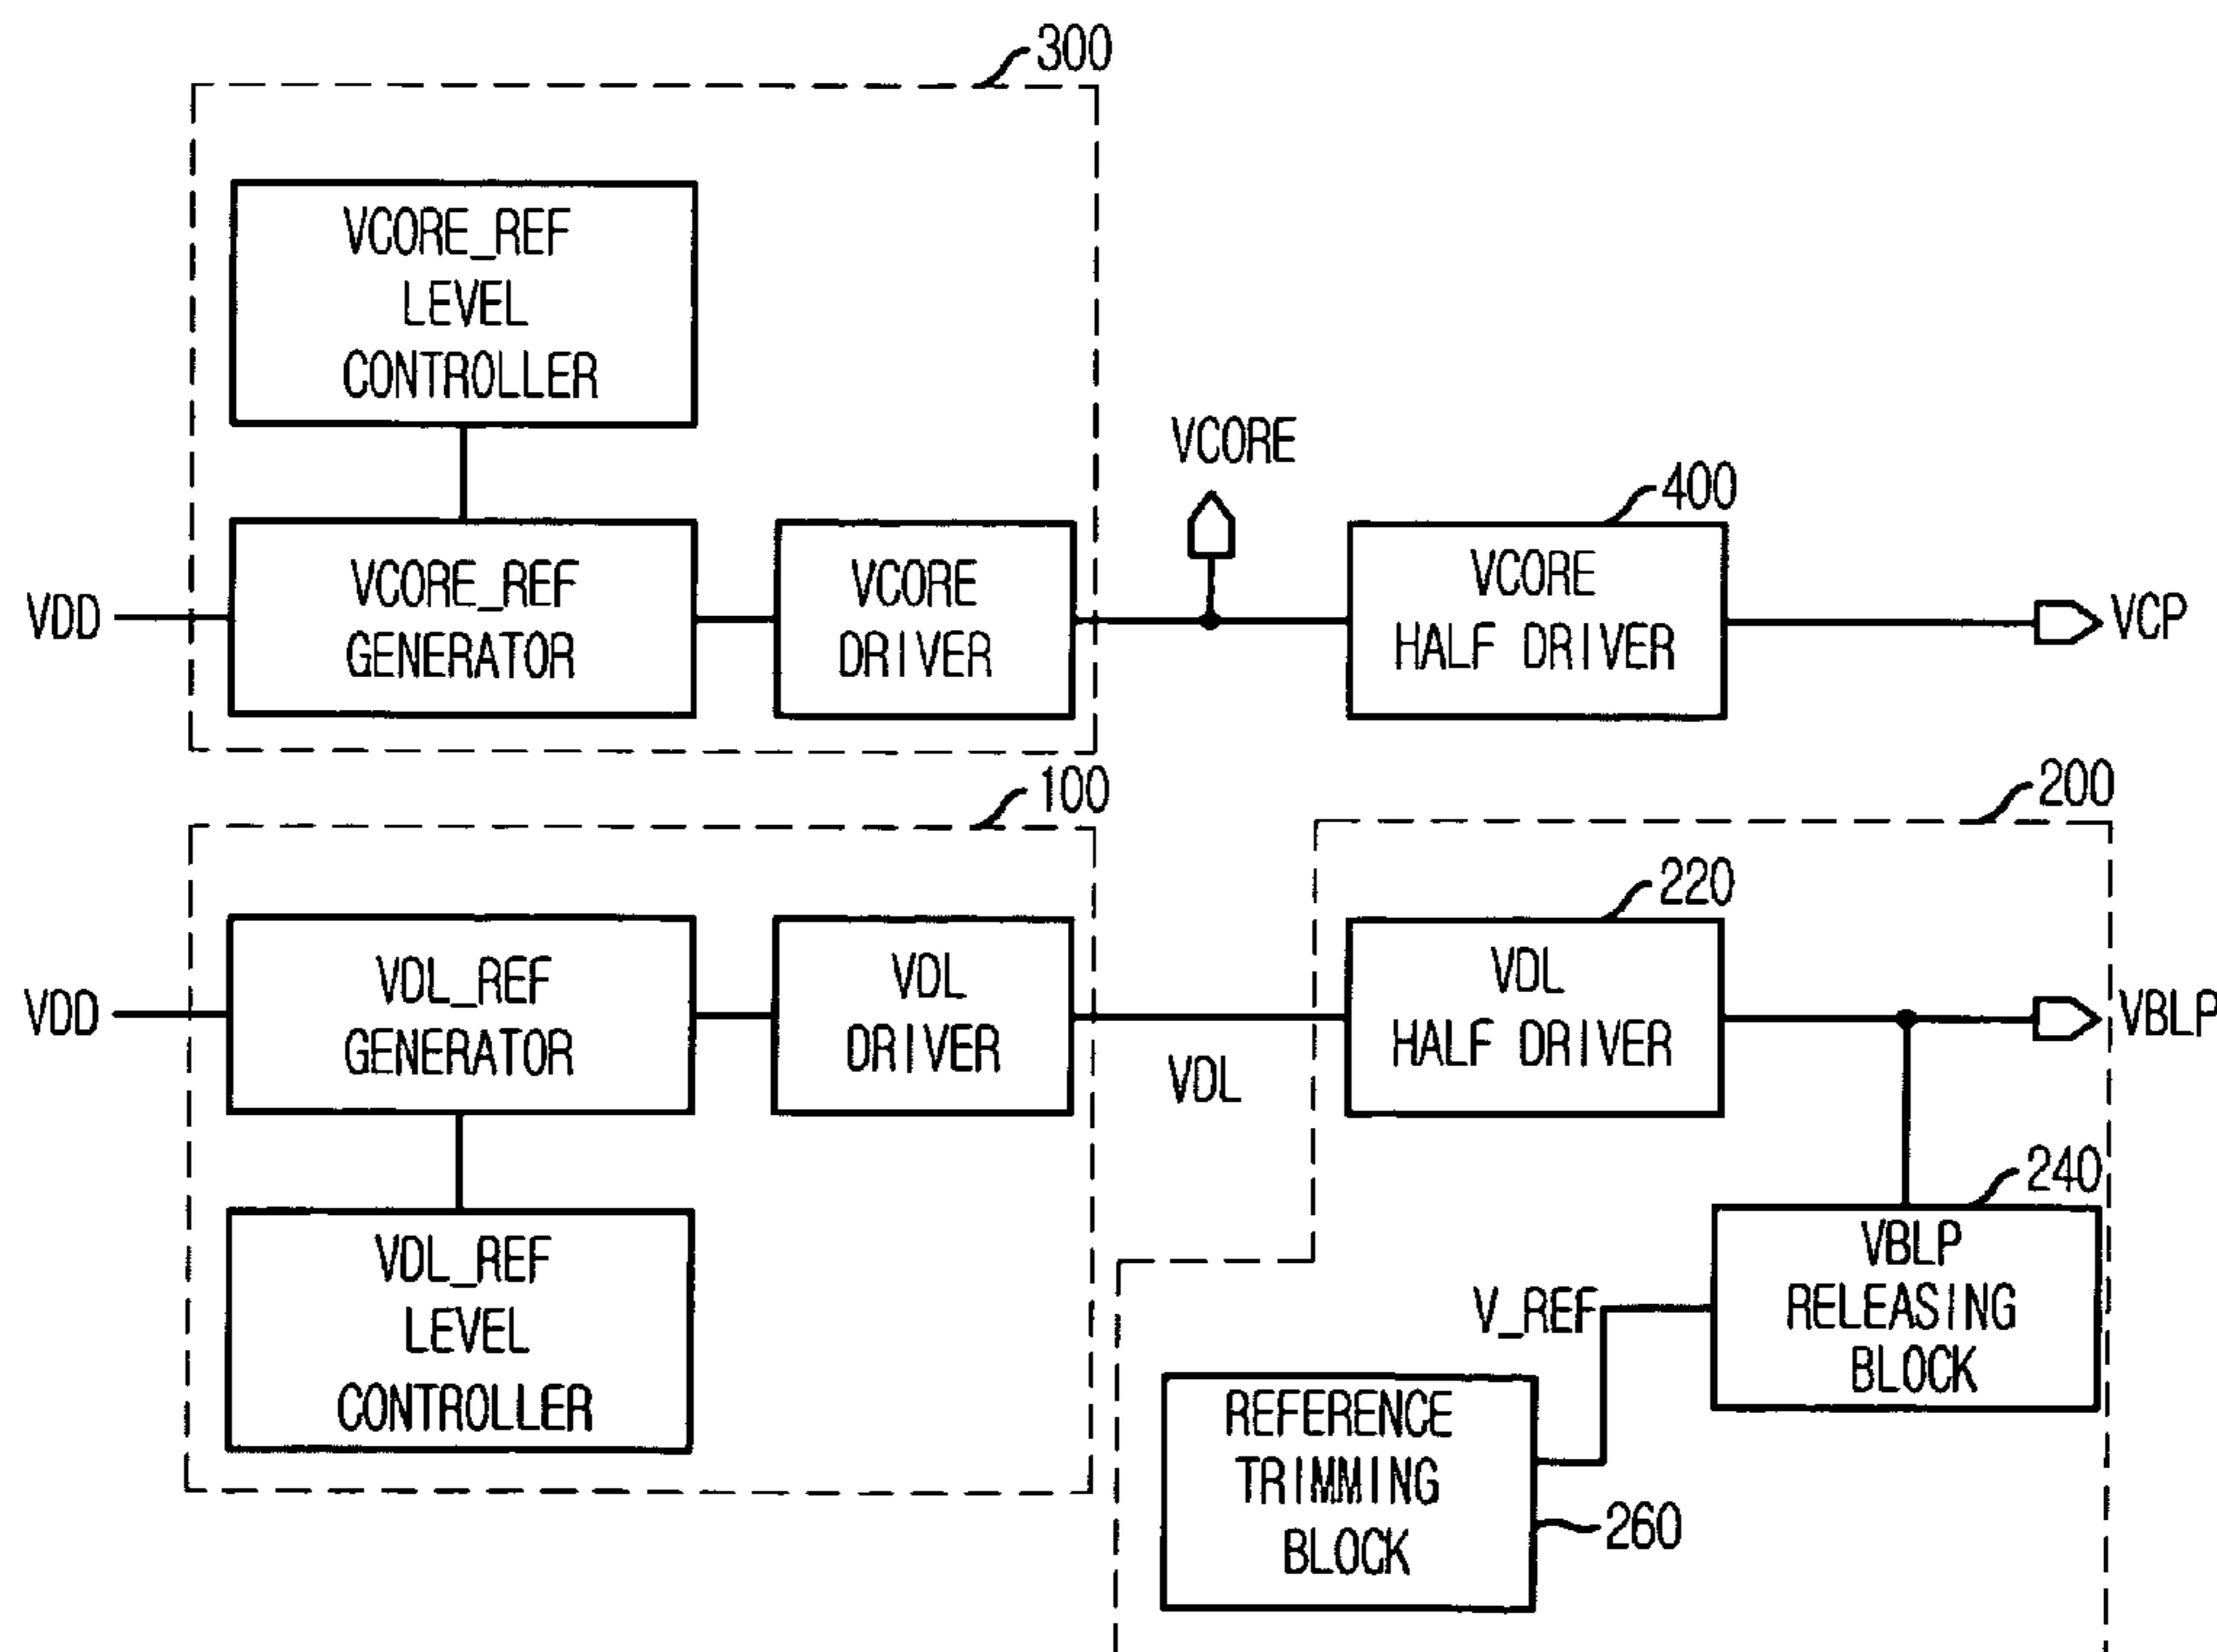 300
VCORE_REF
LEVEL
CONTROLLER
VCORE
400
VDD
VCORE_REF
GENERATOR
VCORE
DRIVER
VCORE
HALF DRIVER
VCP
100
200
220
VDD
VDL_REF
GENERATOR
VDL
DRIVER
VDL
VDL
HALF DRIVER
VBLP
240
VDL_REF
LEVEL
CONTROLLER
V_REF
VBLP
RELEASING
BLOCK
REFERENCE
TRIMMING
BLOCK
260